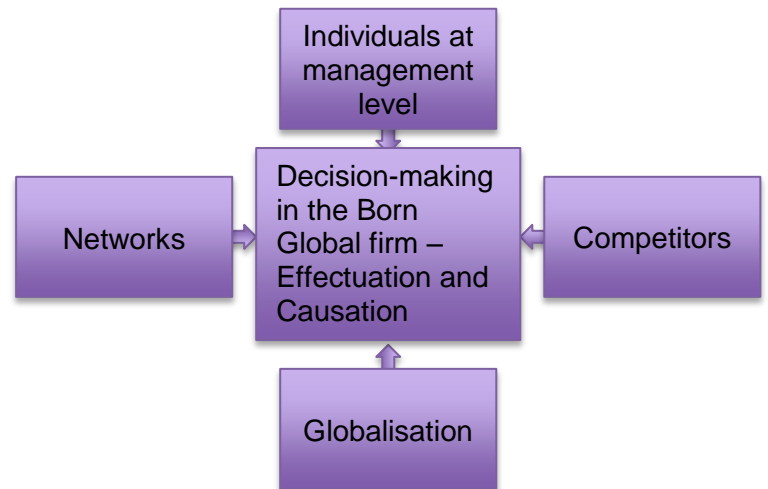 Individuals at
management
level
Networks
Decision-making
in the Born
Global firm –
Effectuation and
Causation
Competitors
Globalisation